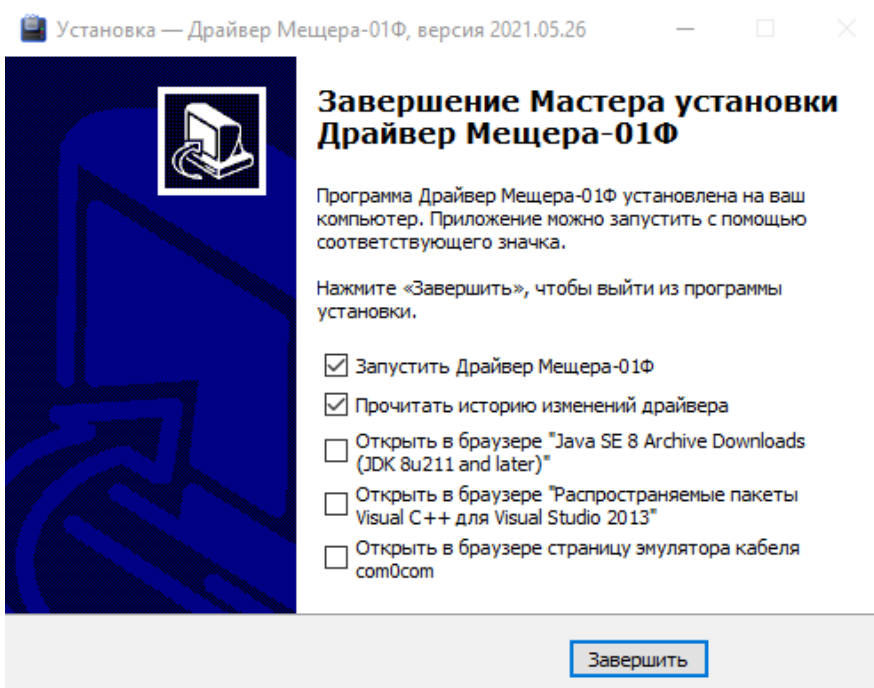 Установка — Драйвер Мещера-01Ф, версия 2021.05.26
Завершение Мастера установки
Драйвер Мещера-01Ф
Программа Драйвер Мещера-01Ф установлена на ваш
компьютер. Приложение можно запустить с помощью
соответствующего значка.
Нажмите «Завершить», чтобы выйти из программы
установки.
Запустить Драйвер Мещера-01Ф
Прочитать историю изменений драйвера
Открыть в браузере "Java SE 8 Archive Downloads
(JDK 8u211 and later)"
Открыть в браузере "Распространяемые пакеты
Visual C++ для Visual Studio 2013"
Открыть в браузере страницу эмулятора кабеля
com0com
Завершить